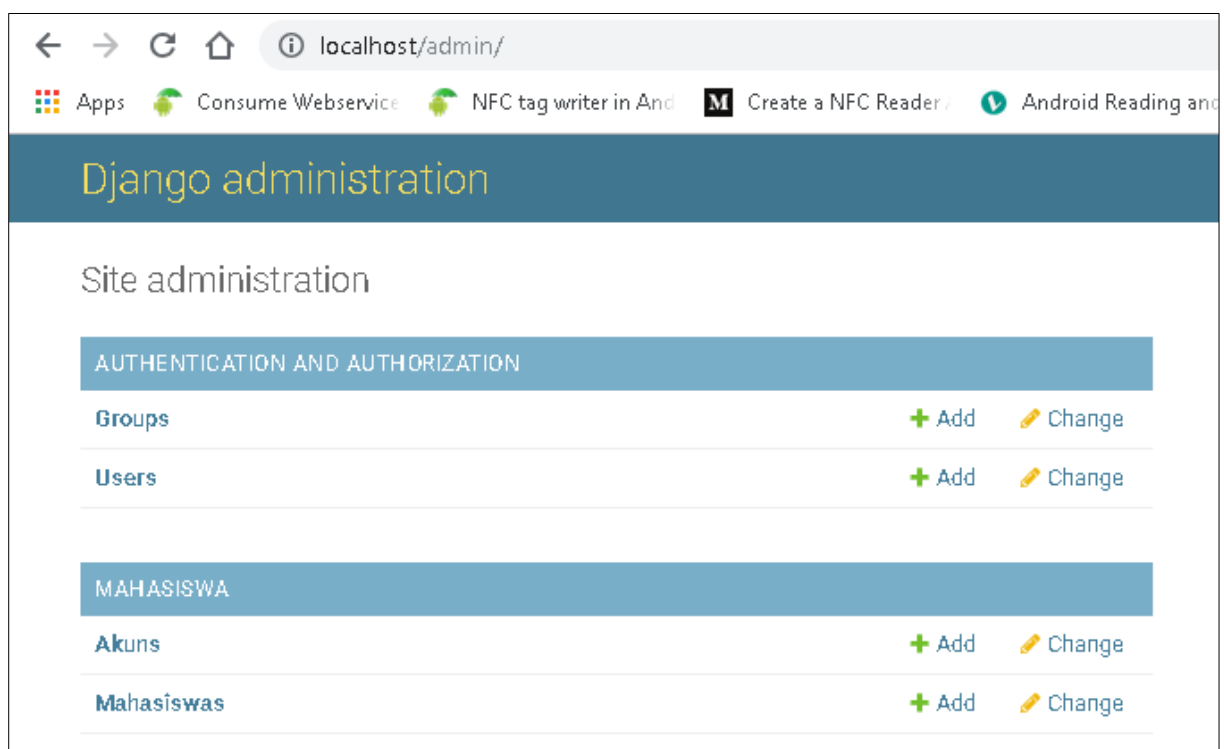 localhost/admin/
Apps Consume Webservice NFC tag writer in And M Create a NFC Reader Android Reading and
Django administration
Site administration
AUTHENTICATION AND AUTHORIZATION
Groups Add Change
Users Add Change
MAHASISWA
Akuns Add Change
Mahasiswas Add Change